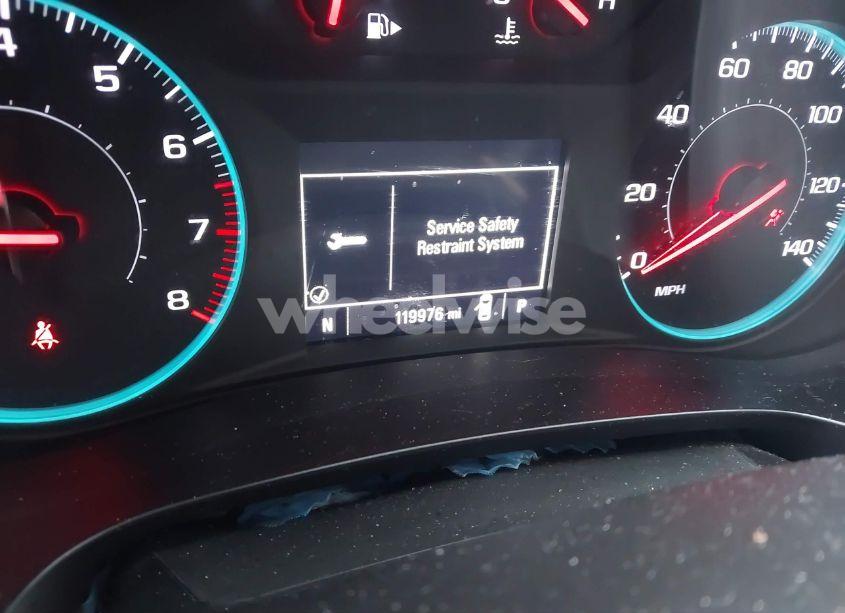 H
4
5
6
7
8
Service Safety
Restraint System
N
119976 mi
P
0
20
40
60
80
100
120
140
MPH
wheelwise